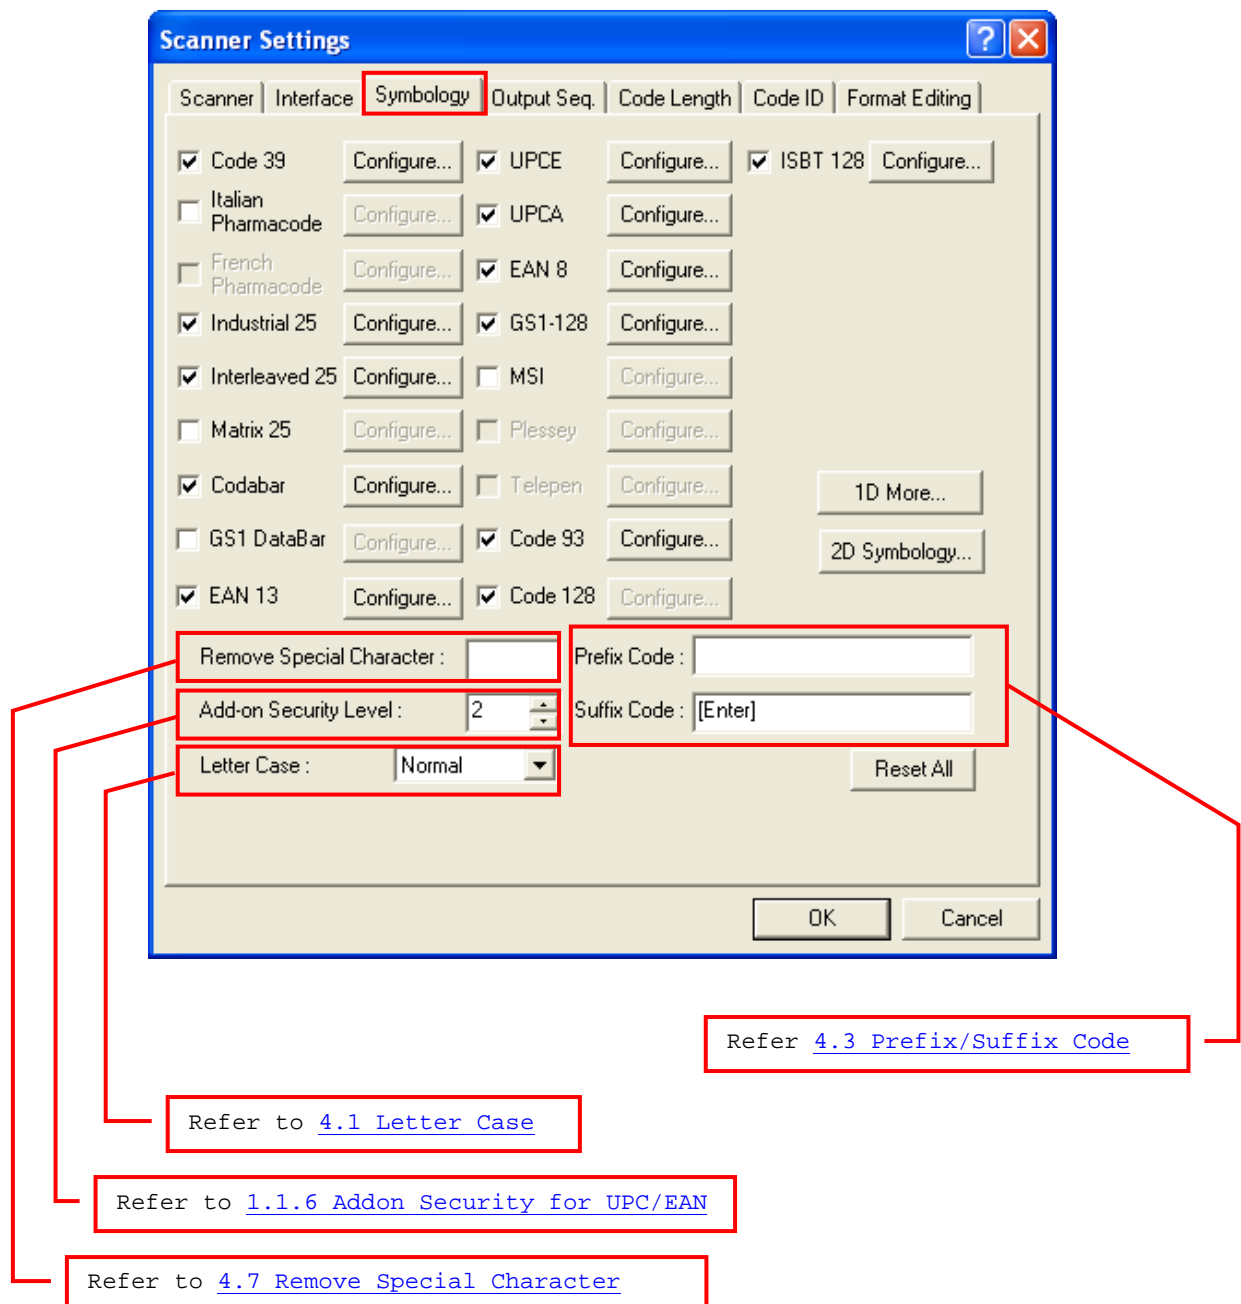 Scanner Settings
Scanner Interface Symbology Output Seq. Code Length Code ID Format Editing
Code 39 Configure... UPCE Configure... ISBT 128 Configure...
Italian
Pharmacode Configure... UPCA Configure...
French
Pharmacode Configure... EAN 8 Configure...
Industrial 25 Configure... GS1-128 Configure...
Interleaved 25 Configure... MSI Configure...
Matrix 25 Configure... Plessey Configure...
Codabar Configure... Telepen Configure... 1D More...
GS1 DataBar Configure... Code 93 Configure... 2D Symbology...
EAN 13 Configure... Code 128 Configure...
Remove Special Character : Prefix Code :
Add-on Security Level : 2 Suffix Code : [Enter]
Letter Case : Normal Reset All
OK Cancel
Refer 4.3 Prefix/Suffix Code
Refer to 4.1 Letter Case
Refer to 1.1.6 Addon Security for UPC/EAN
Refer to 4.7 Remove Special Character